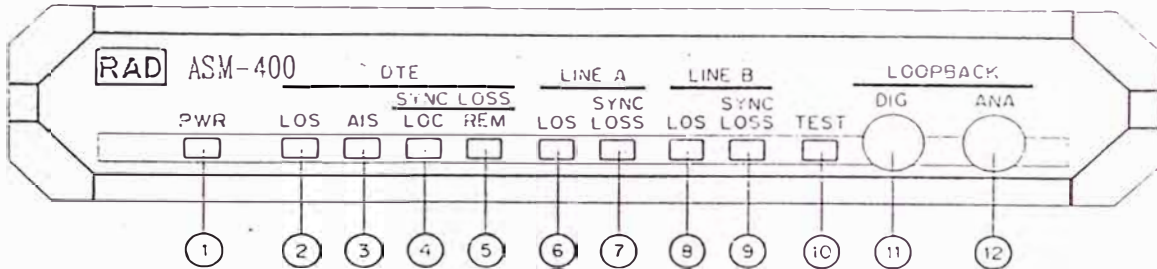 RAD ASM-400
DTE LINE A LINE B LOOPBACK
SYNC LOSS SYNC SYNC DIG ANA
PWR LOS AIS LOC REM LOS LOSS LOS LOSS TEST
1 2 3 4 5 6 7 8 9 10 11 12